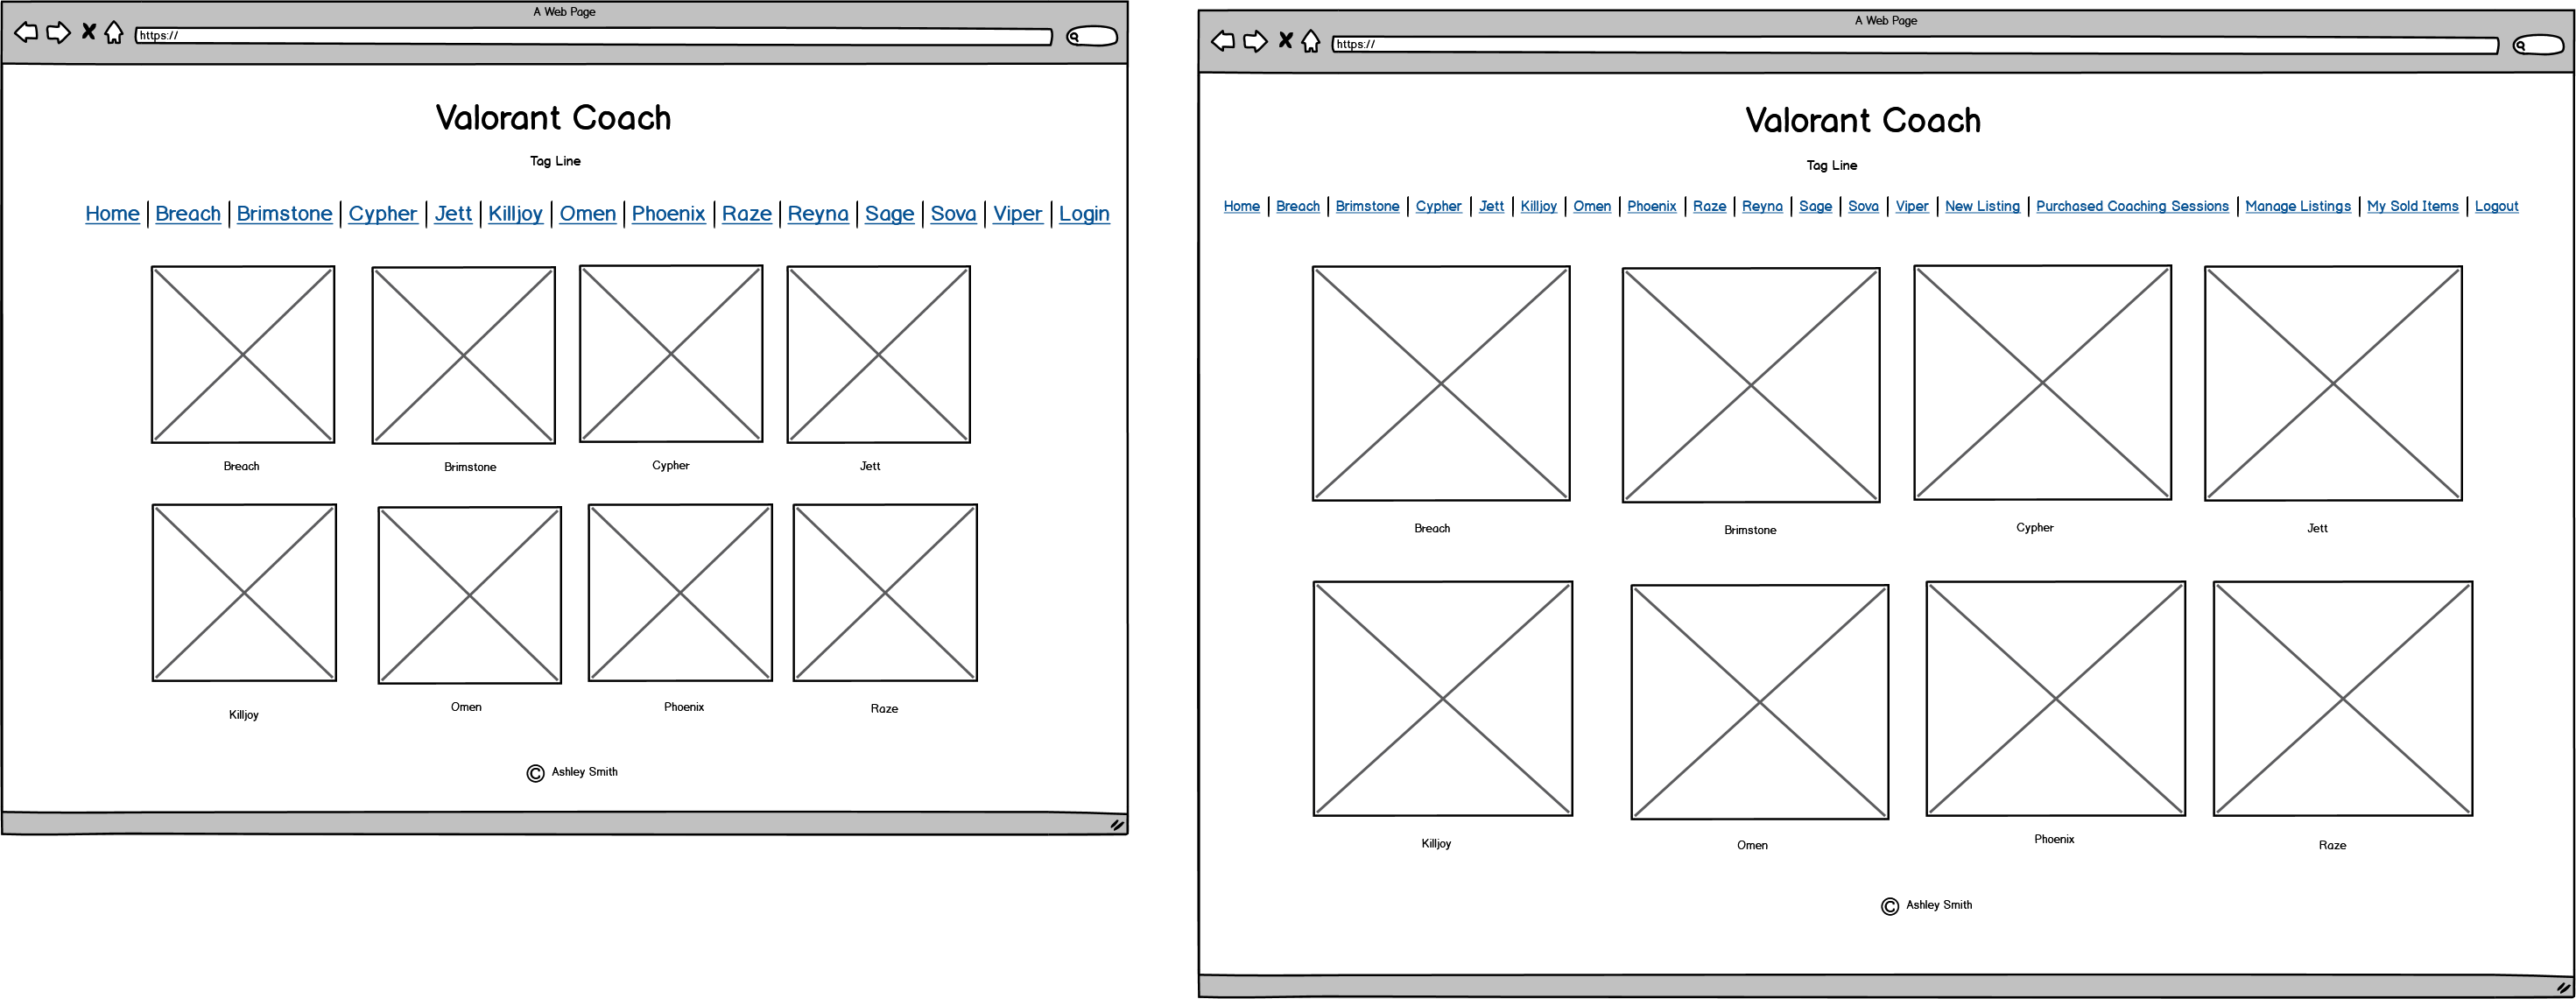 A Web Page
https://
Valorant Coach
Tag Line
Home | Breach | Brimstone | Cypher | Jett | Killjoy | Omen | Phoenix | Raze | Reyna | Sage | Sova | Viper | Login
Breach Brimstone Cypher Jett
Killjoy Omen Phoenix Raze
© Ashley Smith
A Web Page
https://
Valorant Coach
Tag Line
Home | Breach | Brimstone | Cypher | Jett | Killjoy | Omen | Phoenix | Raze | Reyna | Sage | Sova | Viper | New Listing | Purchased Coaching Sessions | Manage Listings | My Sold Items | Logout
Breach Brimstone Cypher Jett
Killjoy Omen Phoenix Raze
© Ashley Smith